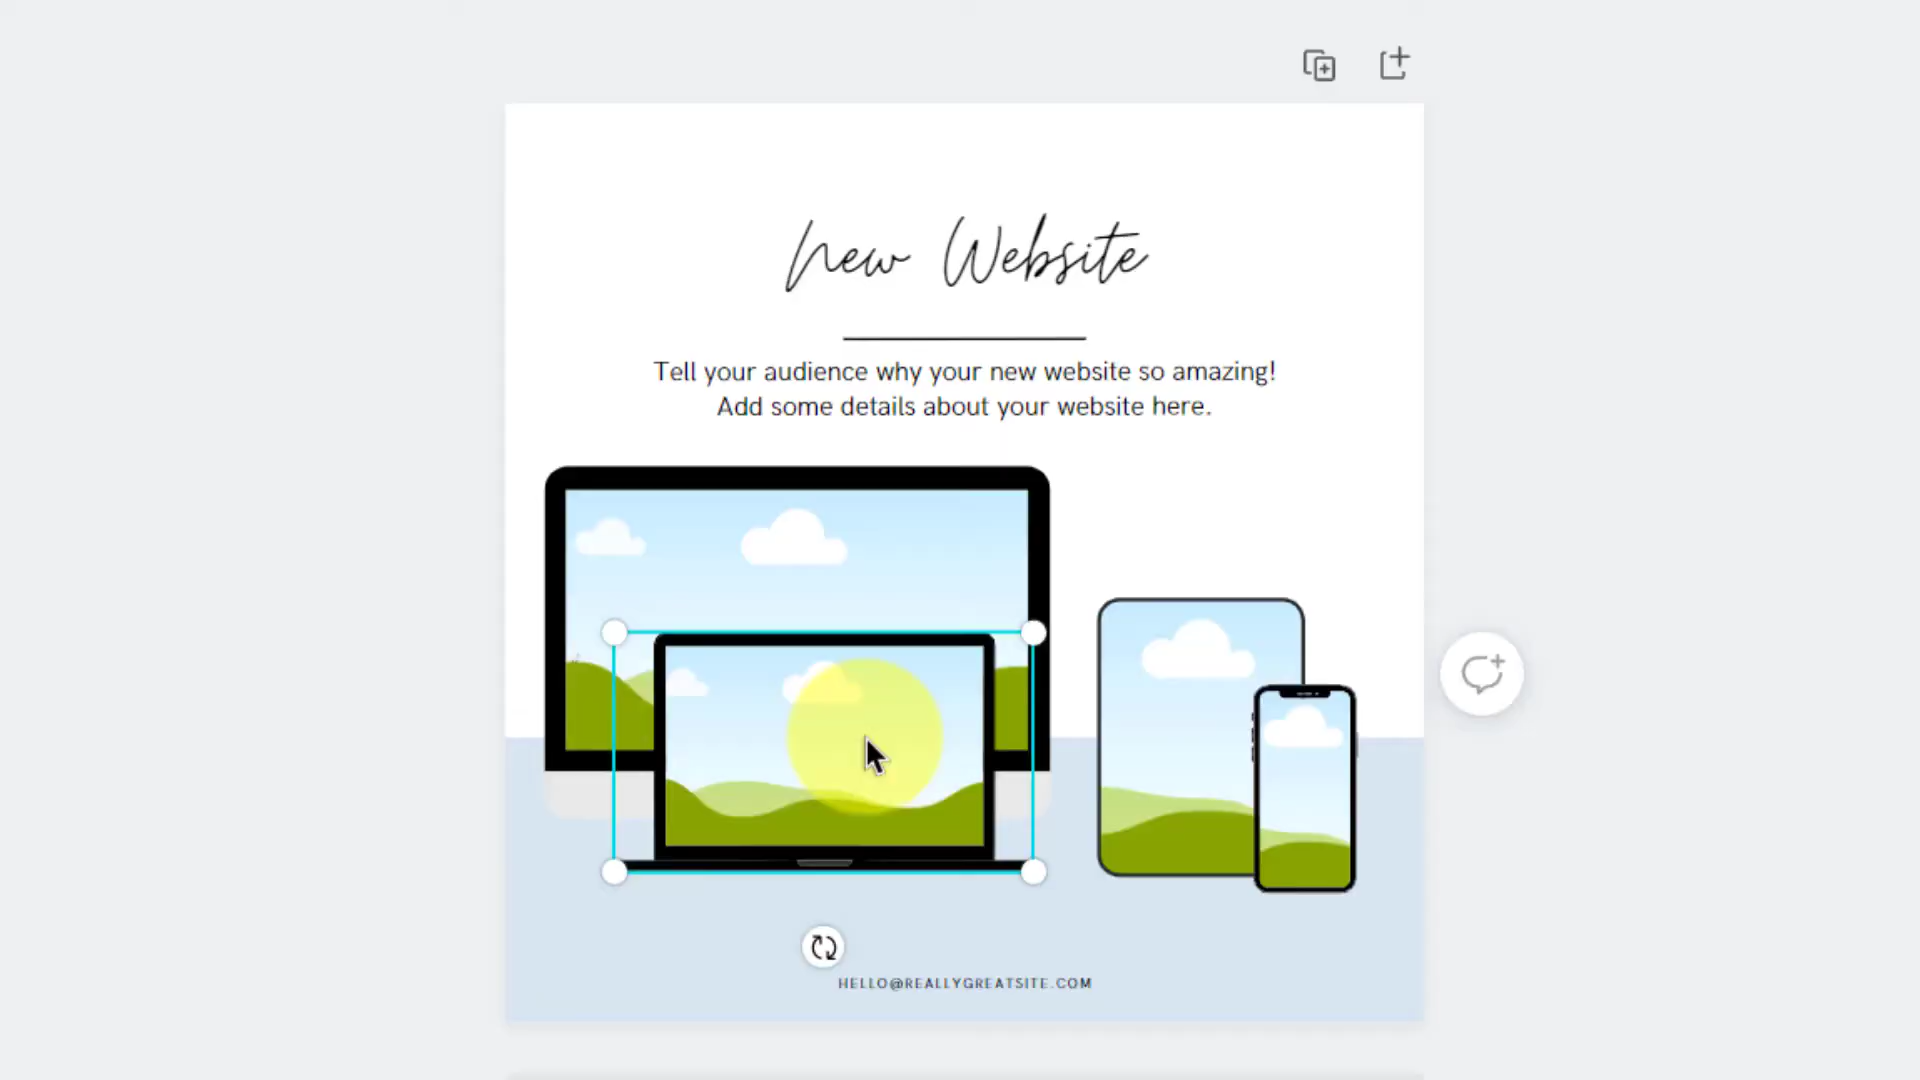 New Website
Tell your audience why your new website so amazing!
Add some details about your website here.
HELLO@REALLYGREATSITE.COM